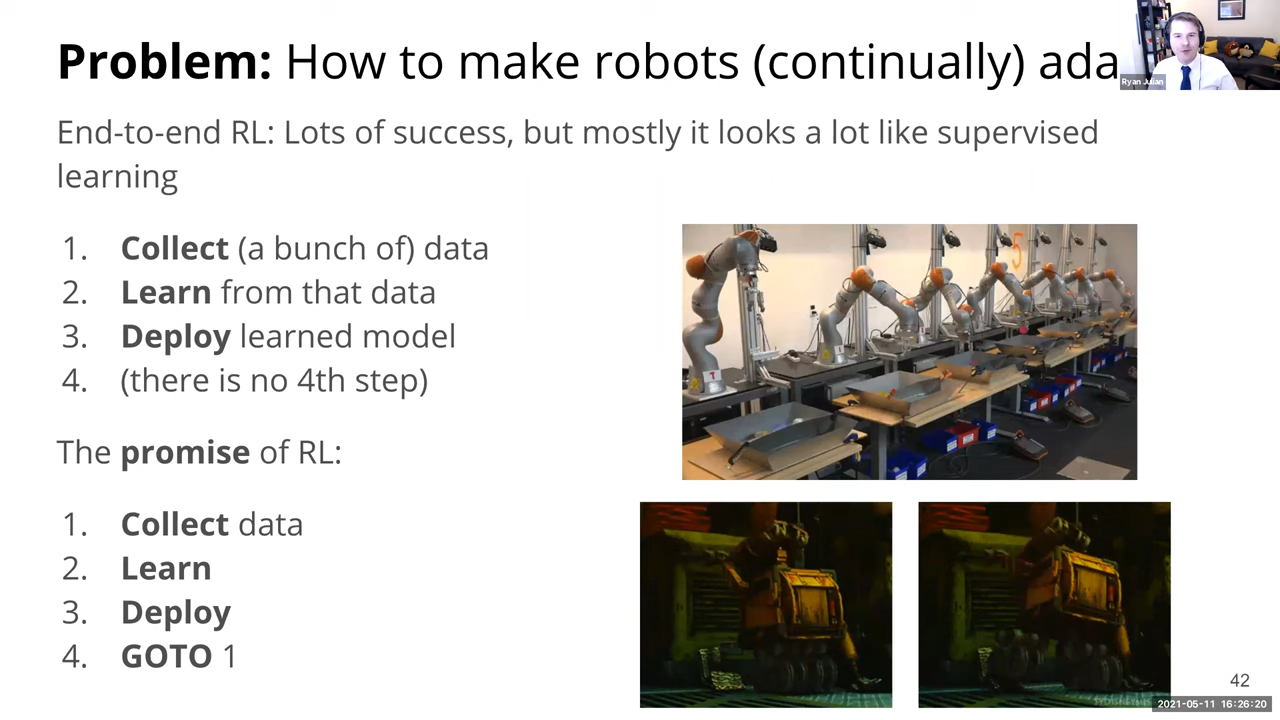 Problem: How to make robots (continually) ada
Ryan Julian
End-to-end RL: Lots of success, but mostly it looks a lot like supervised
learning
1. Collect (a bunch of) data
2. Learn from that data
3. Deploy learned model
4. (there is no 4th step)
5
The promise of RL:
1. Collect data
2. Learn
3. Deploy
4. GOTO 1
42
2021-05-11 16:26:20